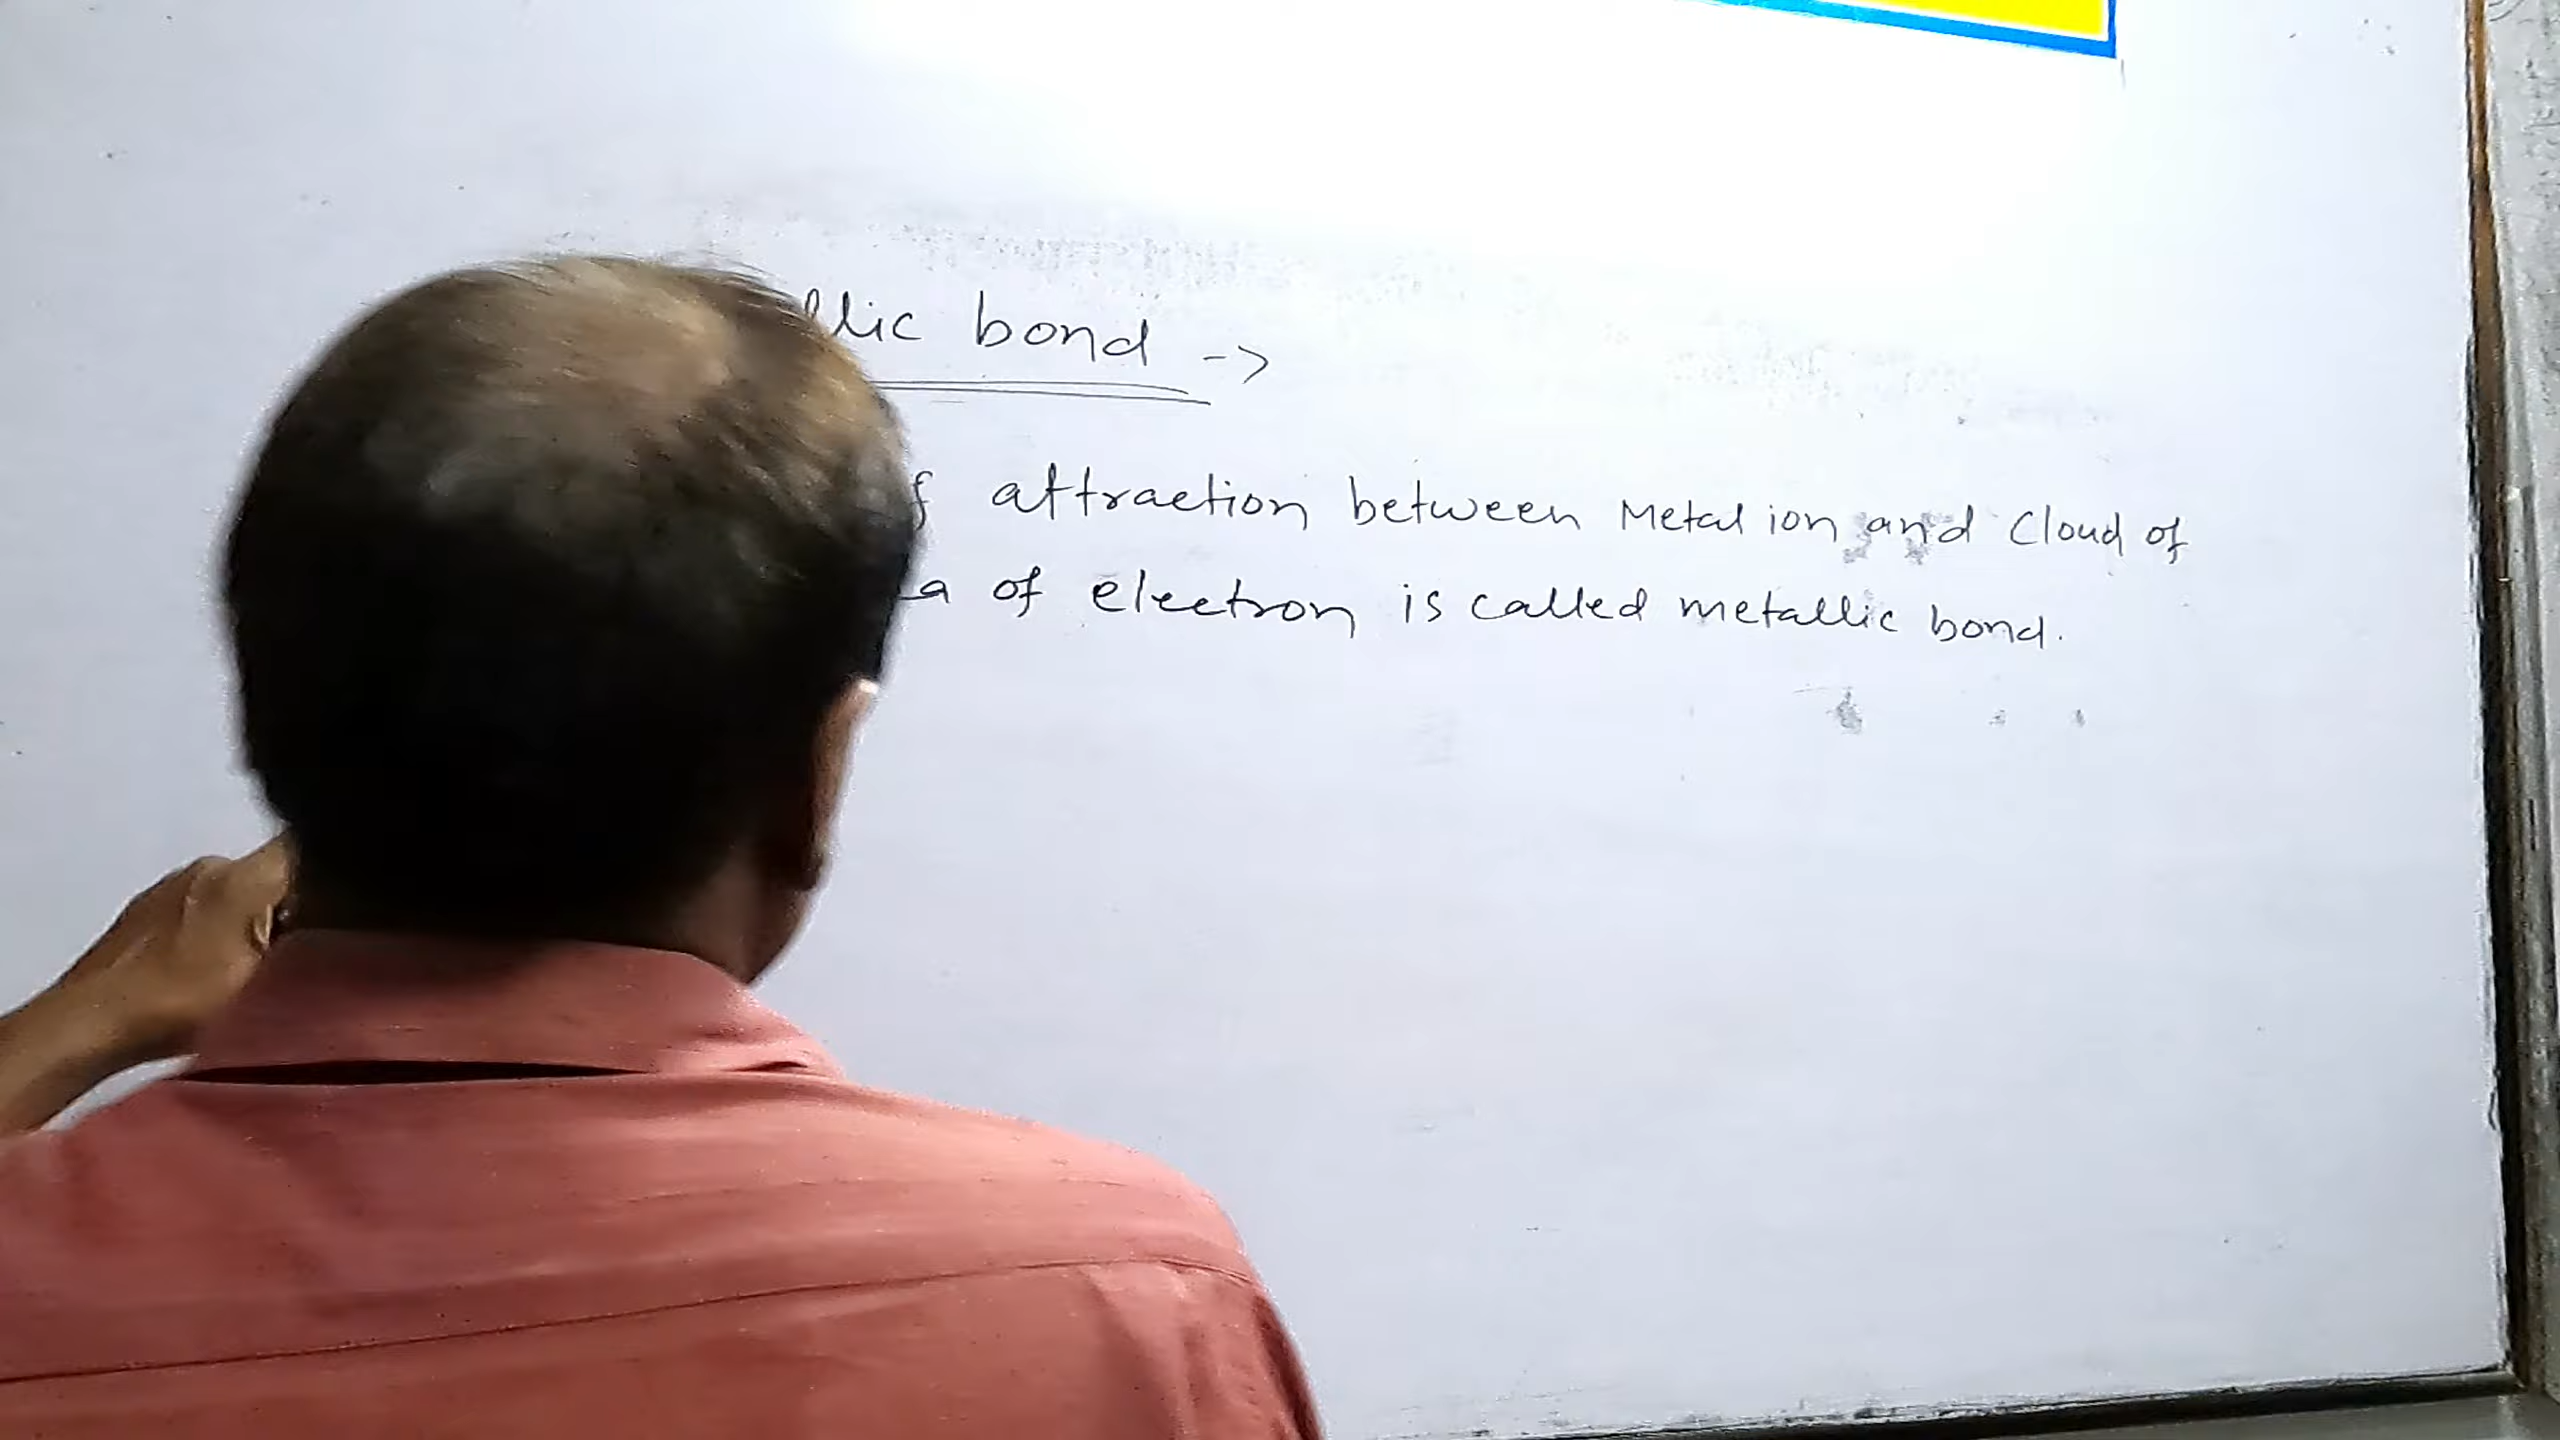 llic bond ->
f attraction between Metal ion and Cloud of
a of electron is called metallic bond.